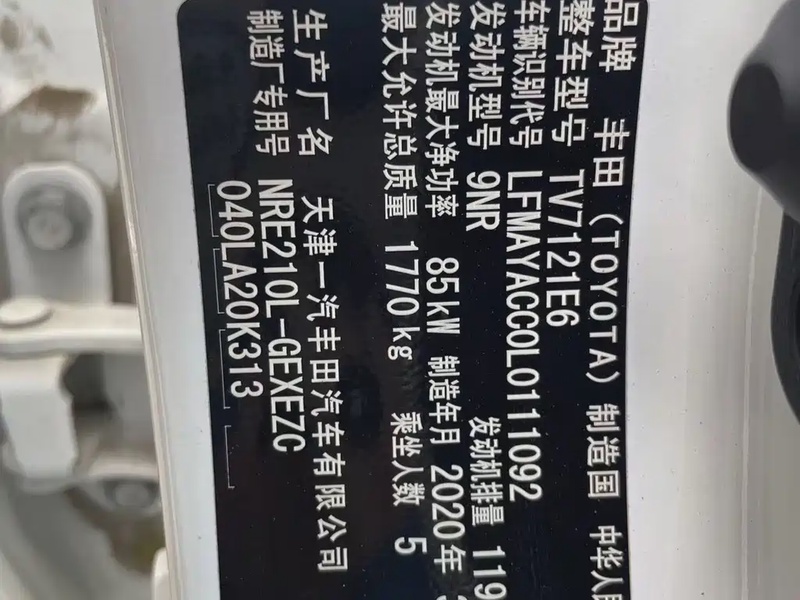 品牌 丰田（TOYOTA） 制造国 中华人民
整车型号 TV7121E6
车辆识别代号 LFMAYACC0L0111092
发动机型号 9NR 发动机排量 119
发动机最大净功率 85kW 制造年月 2020年
最大允许总质量 1770kg 乘坐人数 5
生产厂名 天津一汽丰田汽车有限公司
制造厂专用号 NRE210L-GEXEZC
040LA20K313